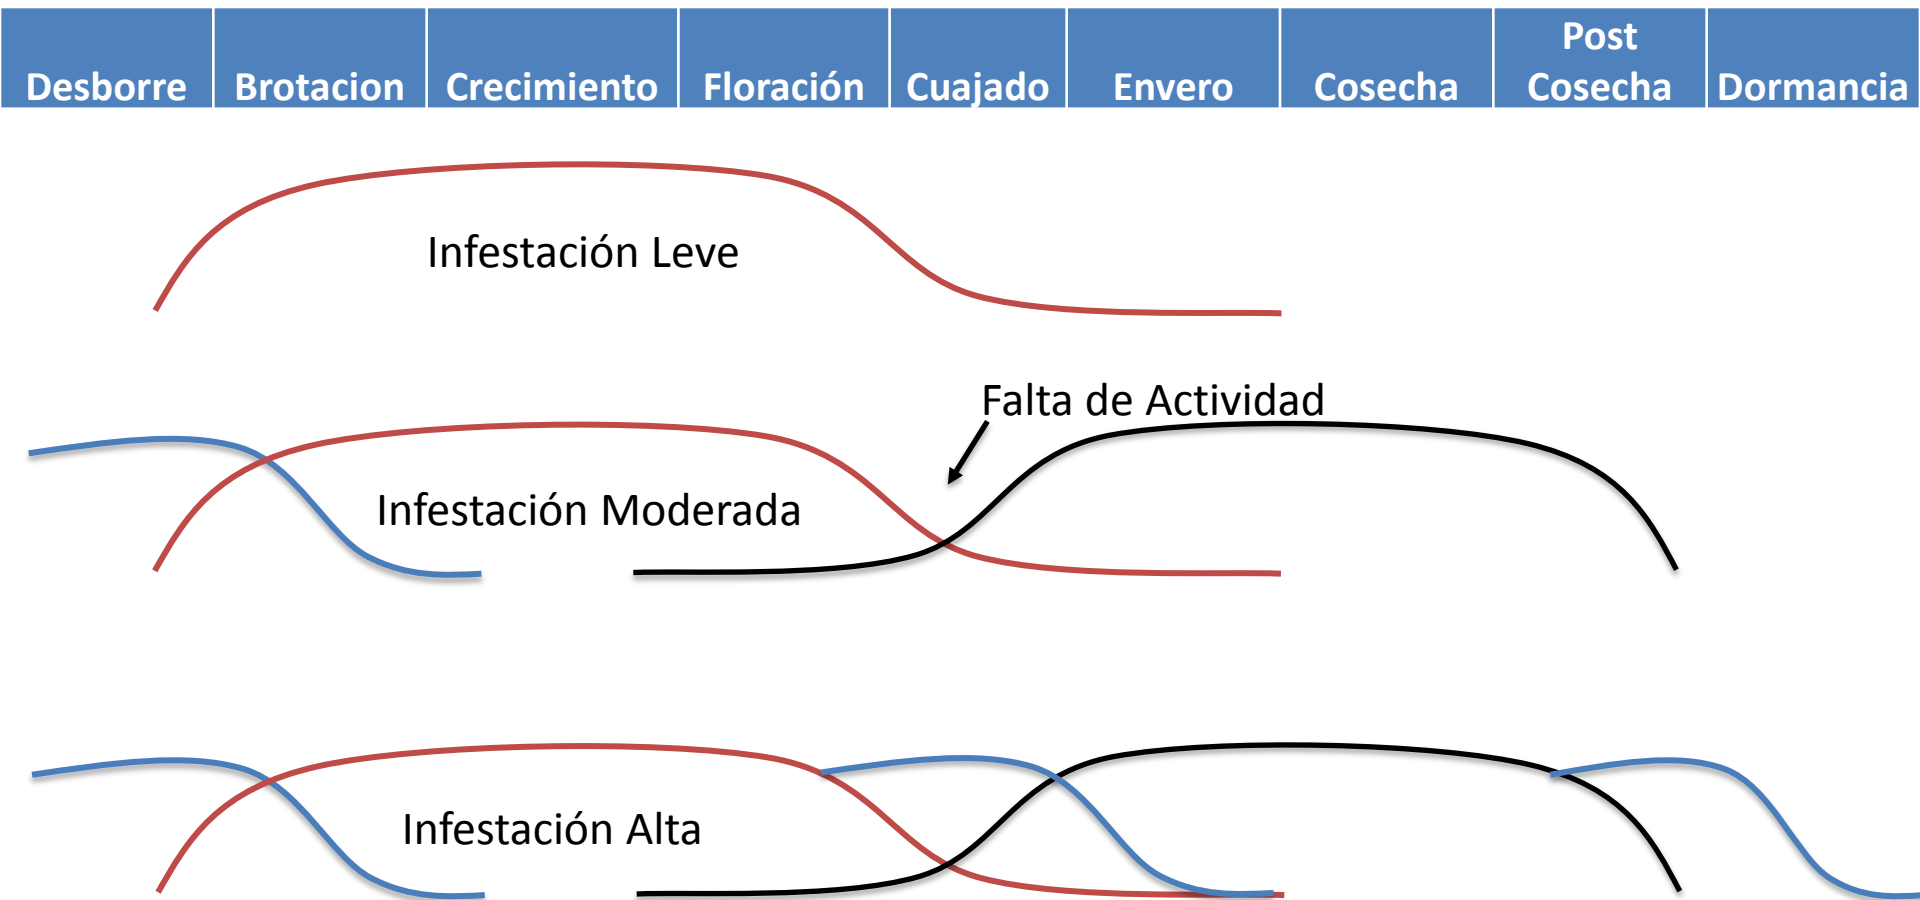 Desborre Brotacion Crecimiento Floración Cuajado Envero Cosecha Post Cosecha Dormancia
Infestación Leve
Falta de Actividad
Infestación Moderada
Infestación Alta